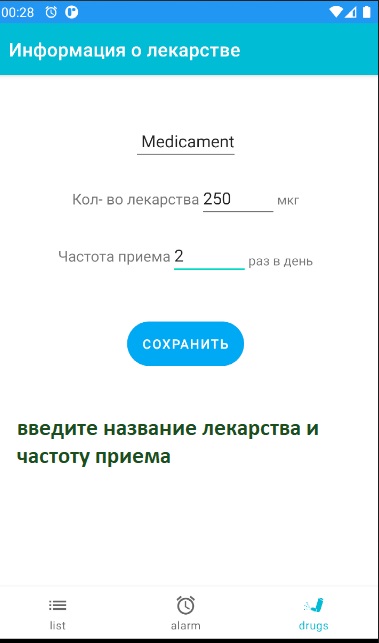 00:28
Информация о лекарстве
Medicament
Кол- во лекарства 250 мкг
Частота приема 2 раз в день
СОХРАНИТЬ
введите название лекарства и
частоту приема
list alarm drugs